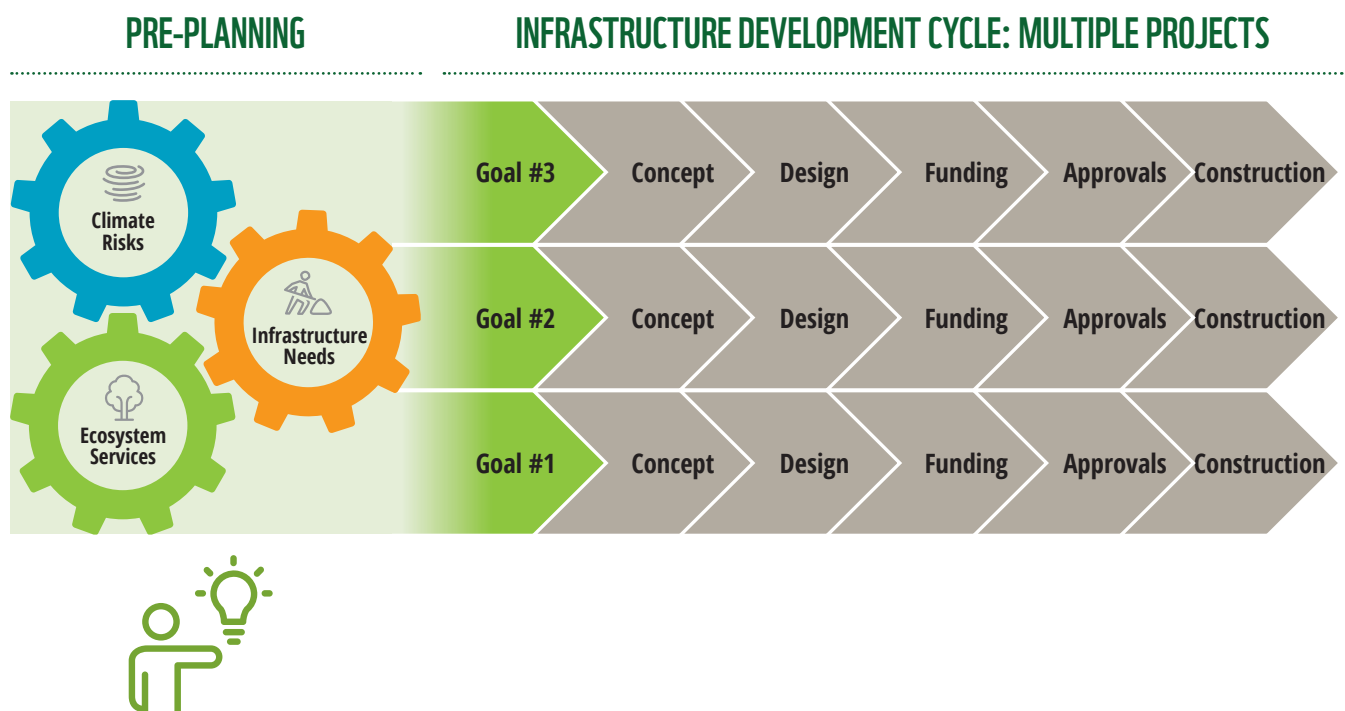 PRE-PLANNING
INFRASTRUCTURE DEVELOPMENT CYCLE: MULTIPLE PROJECTS
Climate
Risks
Infrastructure
Needs
Ecosystem
Services
Goal #3 Concept Design Funding Approvals Construction
Goal #2 Concept Design Funding Approvals Construction
Goal #1 Concept Design Funding Approvals Construction